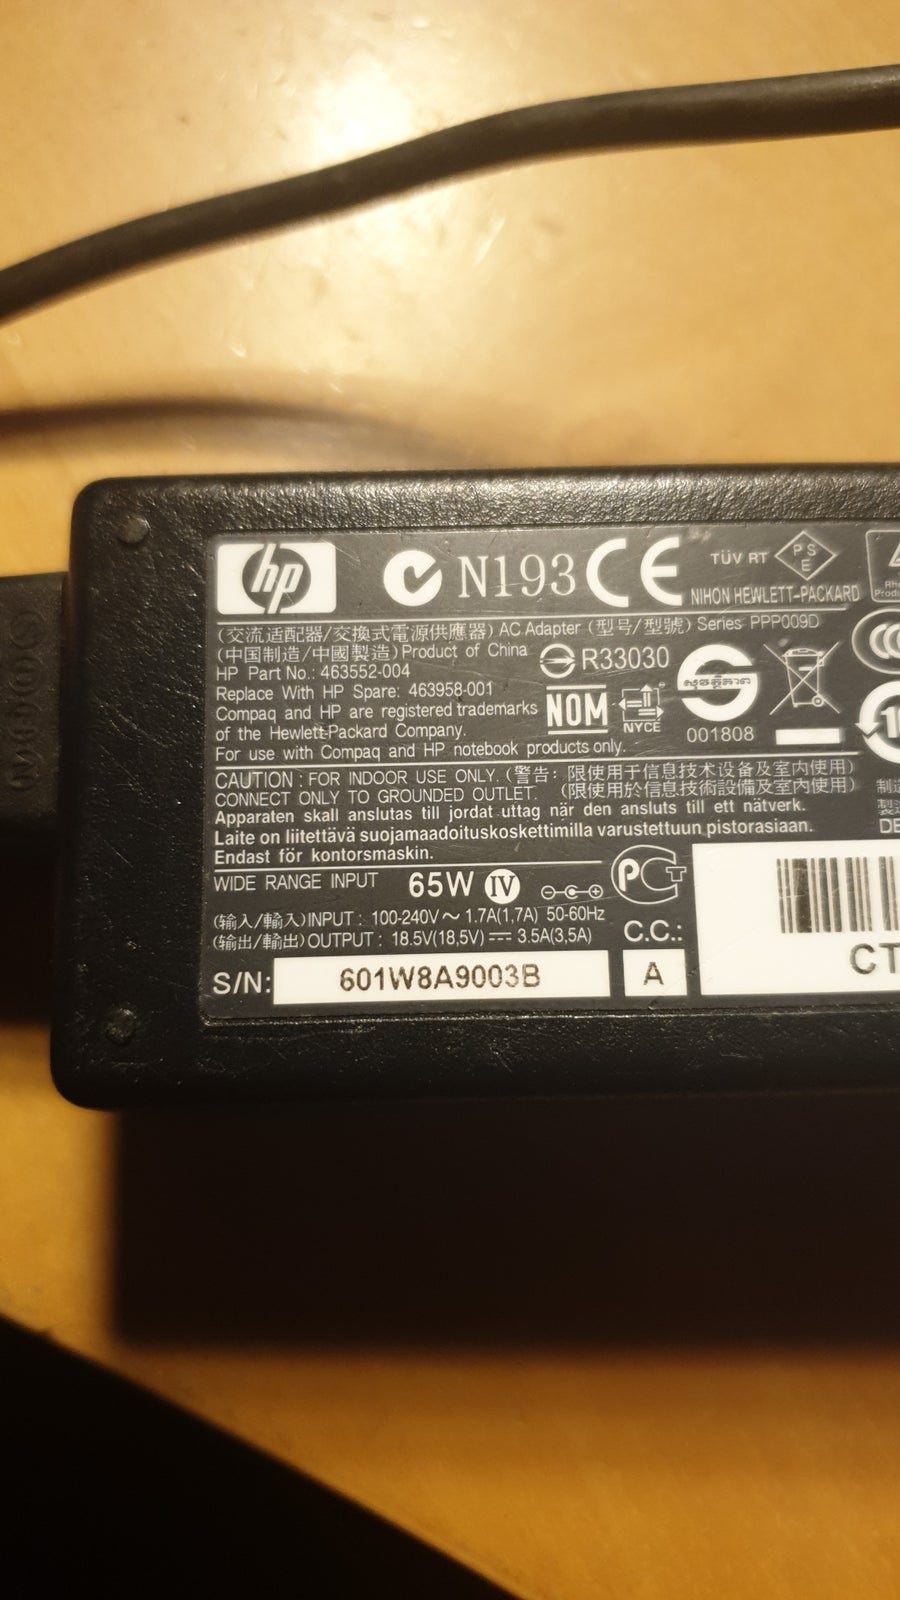 hp N193 CE TÜV RT PSE
NIHON HEWLETT-PACKARD
(交流适配器/交換式電源供應器) AC Adapter (型号/型號) Series PPP009D
(中国制造/中國製造) Product of China
HP Part No.: 463552-004
R33030
Replace With HP Spare: 463958-001
Compaq and HP are registered trademarks
of the Hewlett-Packard Company.
NOM NYCE 001808
For use with Compaq and HP notebook products only.
CAUTION : FOR INDOOR USE ONLY. (警告: 限使用于信息技术设备及室内使用)
CONNECT ONLY TO GROUNDED OUTLET. (限使用於信息技術設備及室內使用)
Apparaten skall anslutas till jordat uttag när den ansluts till ett nätverk.
Laite on liitettävä suojamaadoituskoskettimilla varustettuun pistorasiaan.
Endast för kontorsmaskin.
WIDE RANGE INPUT 65W IV
(输入/輸入) INPUT : 100-240V~ 1.7A(1,7A) 50-60Hz
(输出/輸出) OUTPUT : 18.5V(18,5V) 3.5A(3,5A) C.C.:
S/N: 601W8A9003B A CT